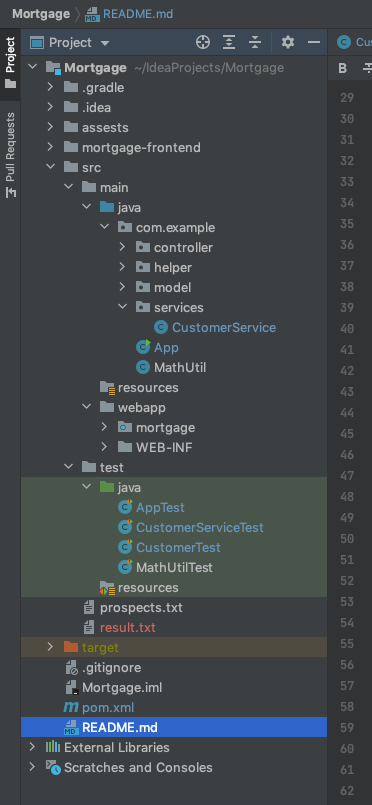 Mortgage README.md
Project
Cu
Project
Pull Requests
B
Mortgage ~/IdeaProjects/Mortgage
.gradle
.idea
assests
mortgage-frontend
src
main
java
com.example
controller
helper
model
services
CustomerService
App
MathUtil
resources
webapp
mortgage
WEB-INF
test
java
AppTest
CustomerServiceTest
CustomerTest
MathUtilTest
resources
prospects.txt
result.txt
target
.gitignore
Mortgage.iml
pom.xml
README.md
External Libraries
Scratches and Consoles
29
30
31
32
33
34
35
36
37
38
39
40
41
42
43
44
45
46
47
48
49
50
51
52
53
54
55
56
57
58
59
60
61
62